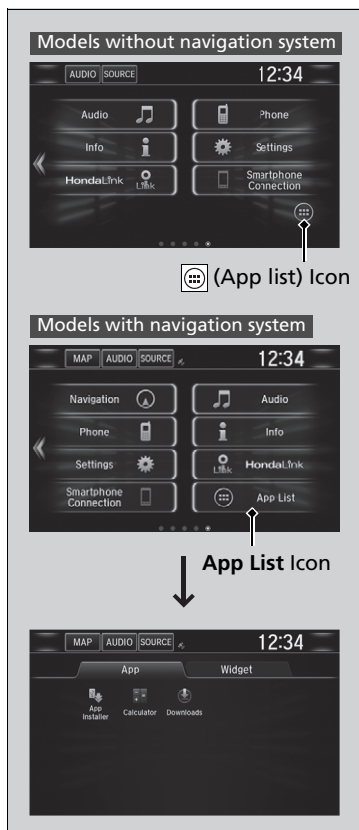 Models without navigation system
AUDIO SOURCE 12:34
Audio Phone
Info Settings
HondaLink Link Smartphone
Connection
(App list) Icon
Models with navigation system
MAP AUDIO SOURCE 12:34
Navigation Audio
Phone Info
Settings Link HondaLink
Smartphone
Connection App List
App List Icon
MAP AUDIO SOURCE 12:34
App Widget
App
Installer Calculator Downloads